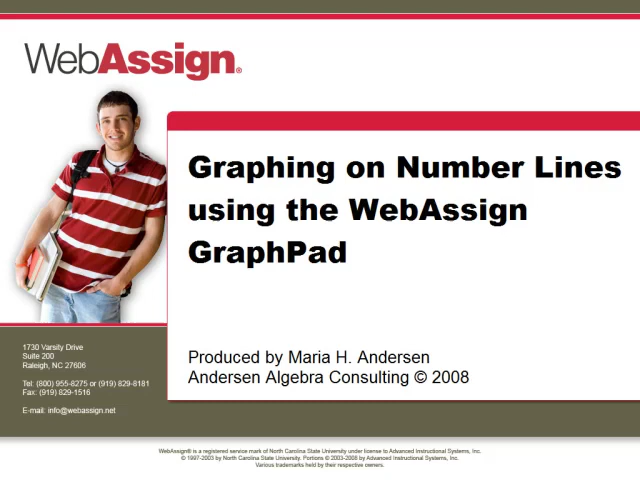 WebAssign®
Graphing on Number Lines
using the WebAssign
GraphPad
Produced by Maria H. Andersen
Andersen Algebra Consulting © 2008
1730 Varsity Drive
Suite 200
Raleigh, NC 27606
Tel: (800) 955-8275 or (919) 829-8181
Fax: (919) 829-1516
E-mail: info@webassign.net
WebAssign® is a registered service mark of North Carolina State University under license to Advanced Instructional Systems, Inc.
© 1997-2003 by North Carolina State University. Portions © 2003-2008 by Advanced Instructional Systems, Inc.
Various trademarks held by their respective owners.